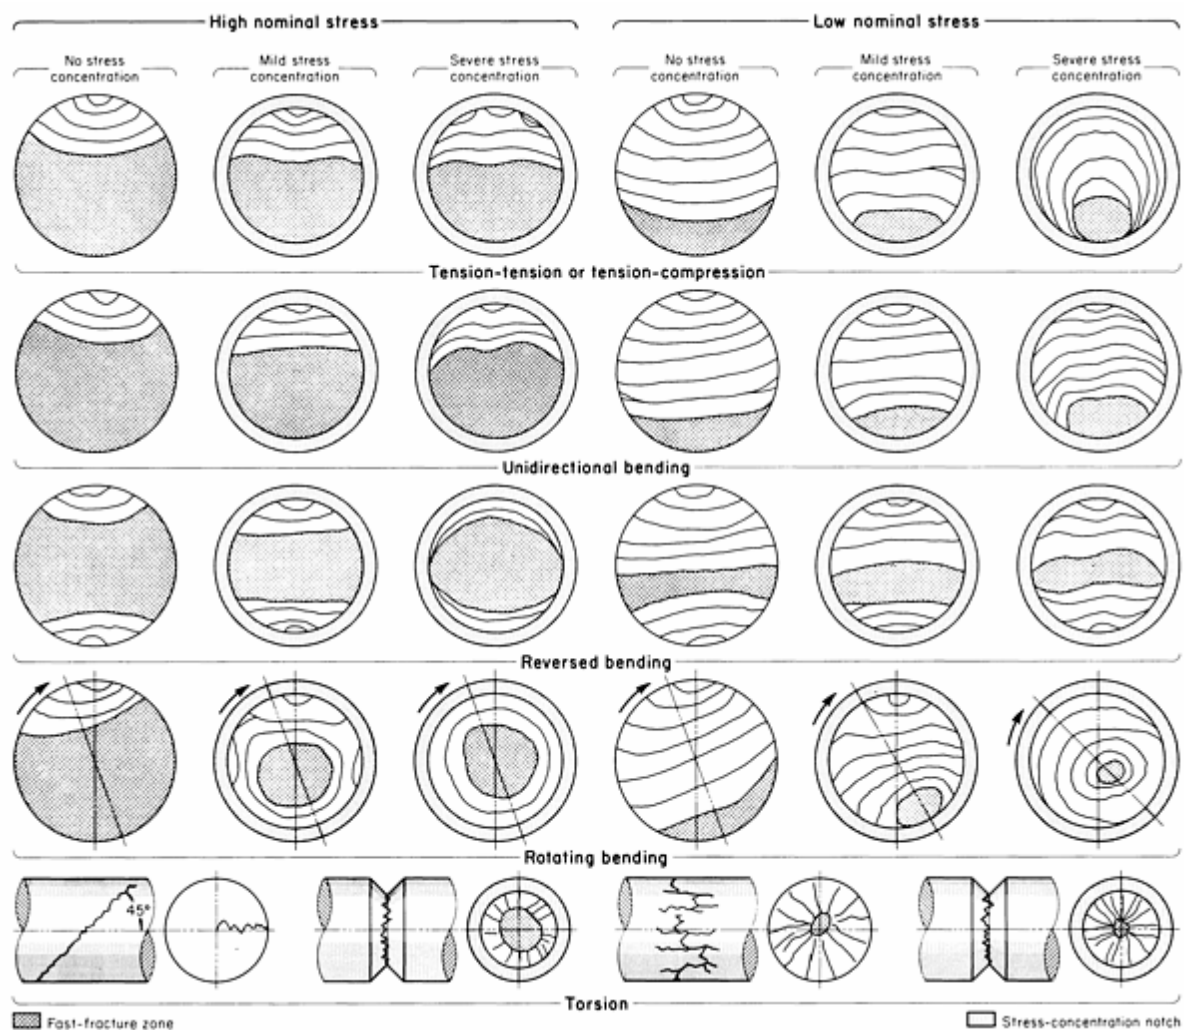 High nominal stress
Low nominal stress
No stress concentration
Mild stress concentration
Severe stress concentration
No stress concentration
Mild stress concentration
Severe stress concentration
Tension-tension or tension-compression
Unidirectional bending
Reversed bending
Rotating bending
45°
Torsion
Fast-fracture zone
Stress-concentration notch